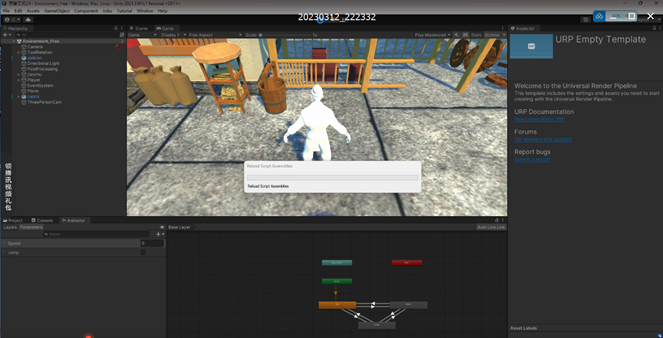 20230312_222332
File Edit Assets GameObject Component Jobs Tutorial Window Help
Hierarchy
Scene
Game
Inspector
Game
Display 1
Free Aspect
Scale
1x
Play Maximized
Stats
Gizmos
Environment_Free
Camera
Directional Light
PostProcessing
Player
EventSystem
Plane
ThreePersonCam
URP Empty Template
Welcome to the Universal Render Pipeline
This template includes the settings and assets you need to start
creating with the Universal Render Pipeline.
URP Documentation
Read more about URP
Forums
Get answers and support
Report bugs
Submit a report
领腾讯视频礼包
Reload Script Assemblies
Reload Script Assemblies
Project
Console
Animator
Layers
Parameters
Base Layer
Auto Live Link
Name
Speed
0
Jump
Asset Labels